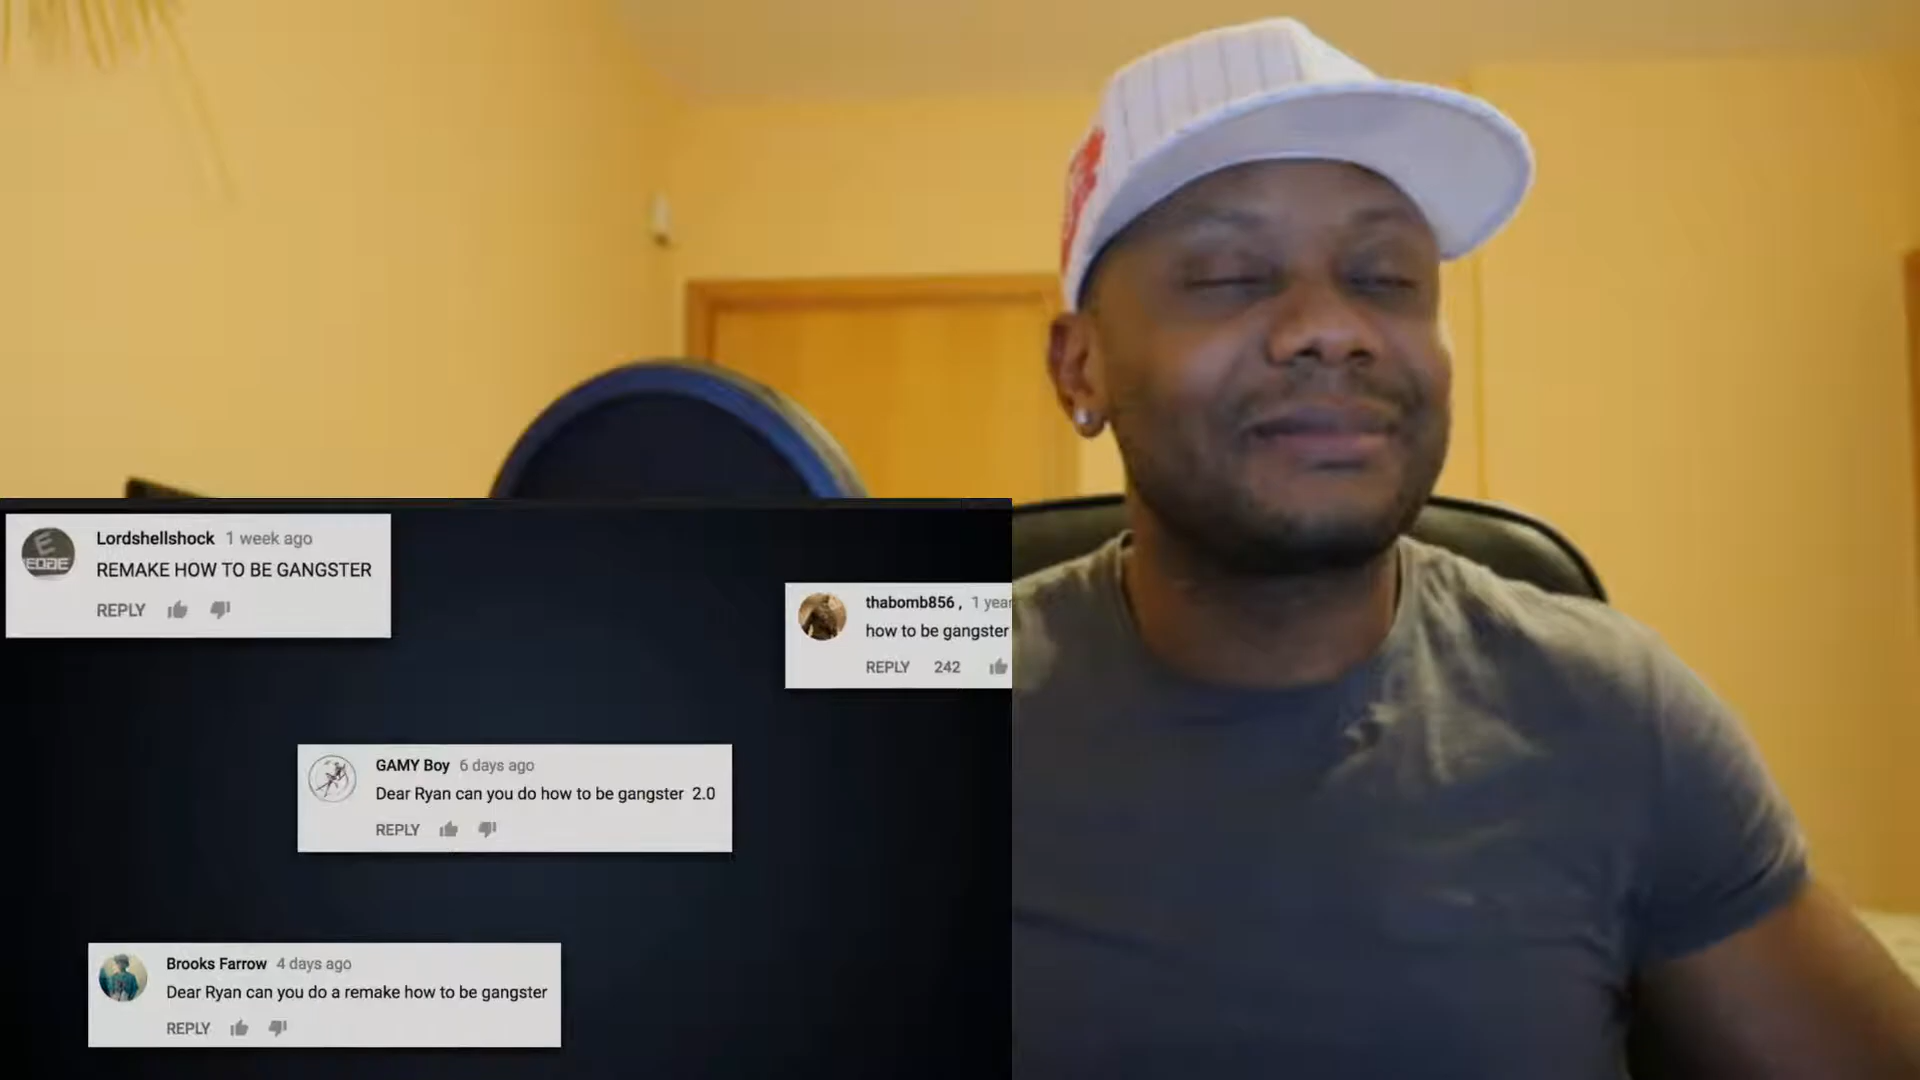 Lordshellshock 1 week ago
REMAKE HOW TO BE GANGSTER
REPLY
thabomb856 , 1 year
how to be gangster
REPLY 242
GAMY Boy 6 days ago
Dear Ryan can you do how to be gangster 2.0
REPLY
Brooks Farrow 4 days ago
Dear Ryan can you do a remake how to be gangster
REPLY